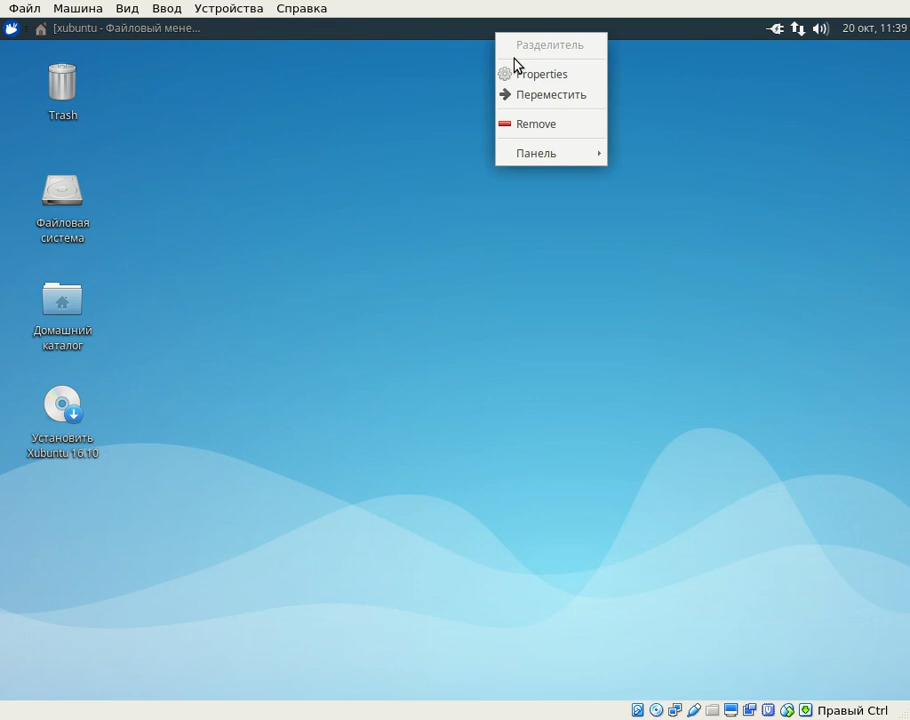 Файл Машина Вид Ввод Устройства Справка
[xubuntu - Файловый мене... 20 окт, 11:39
Разделитель
Properties
Переместить
Remove
Панель
Trash
Файловая
система
Домашний
каталог
Установить
Xubuntu 16.10
Правый Ctrl